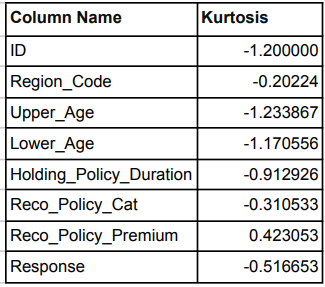 Column Name Kurtosis
ID -1.200000
Region_Code -0.20224
Upper_Age -1.233867
Lower_Age -1.170556
Holding_Policy_Duration -0.912926
Reco_Policy_Cat -0.310533
Reco_Policy_Premium 0.423053
Response -0.516653